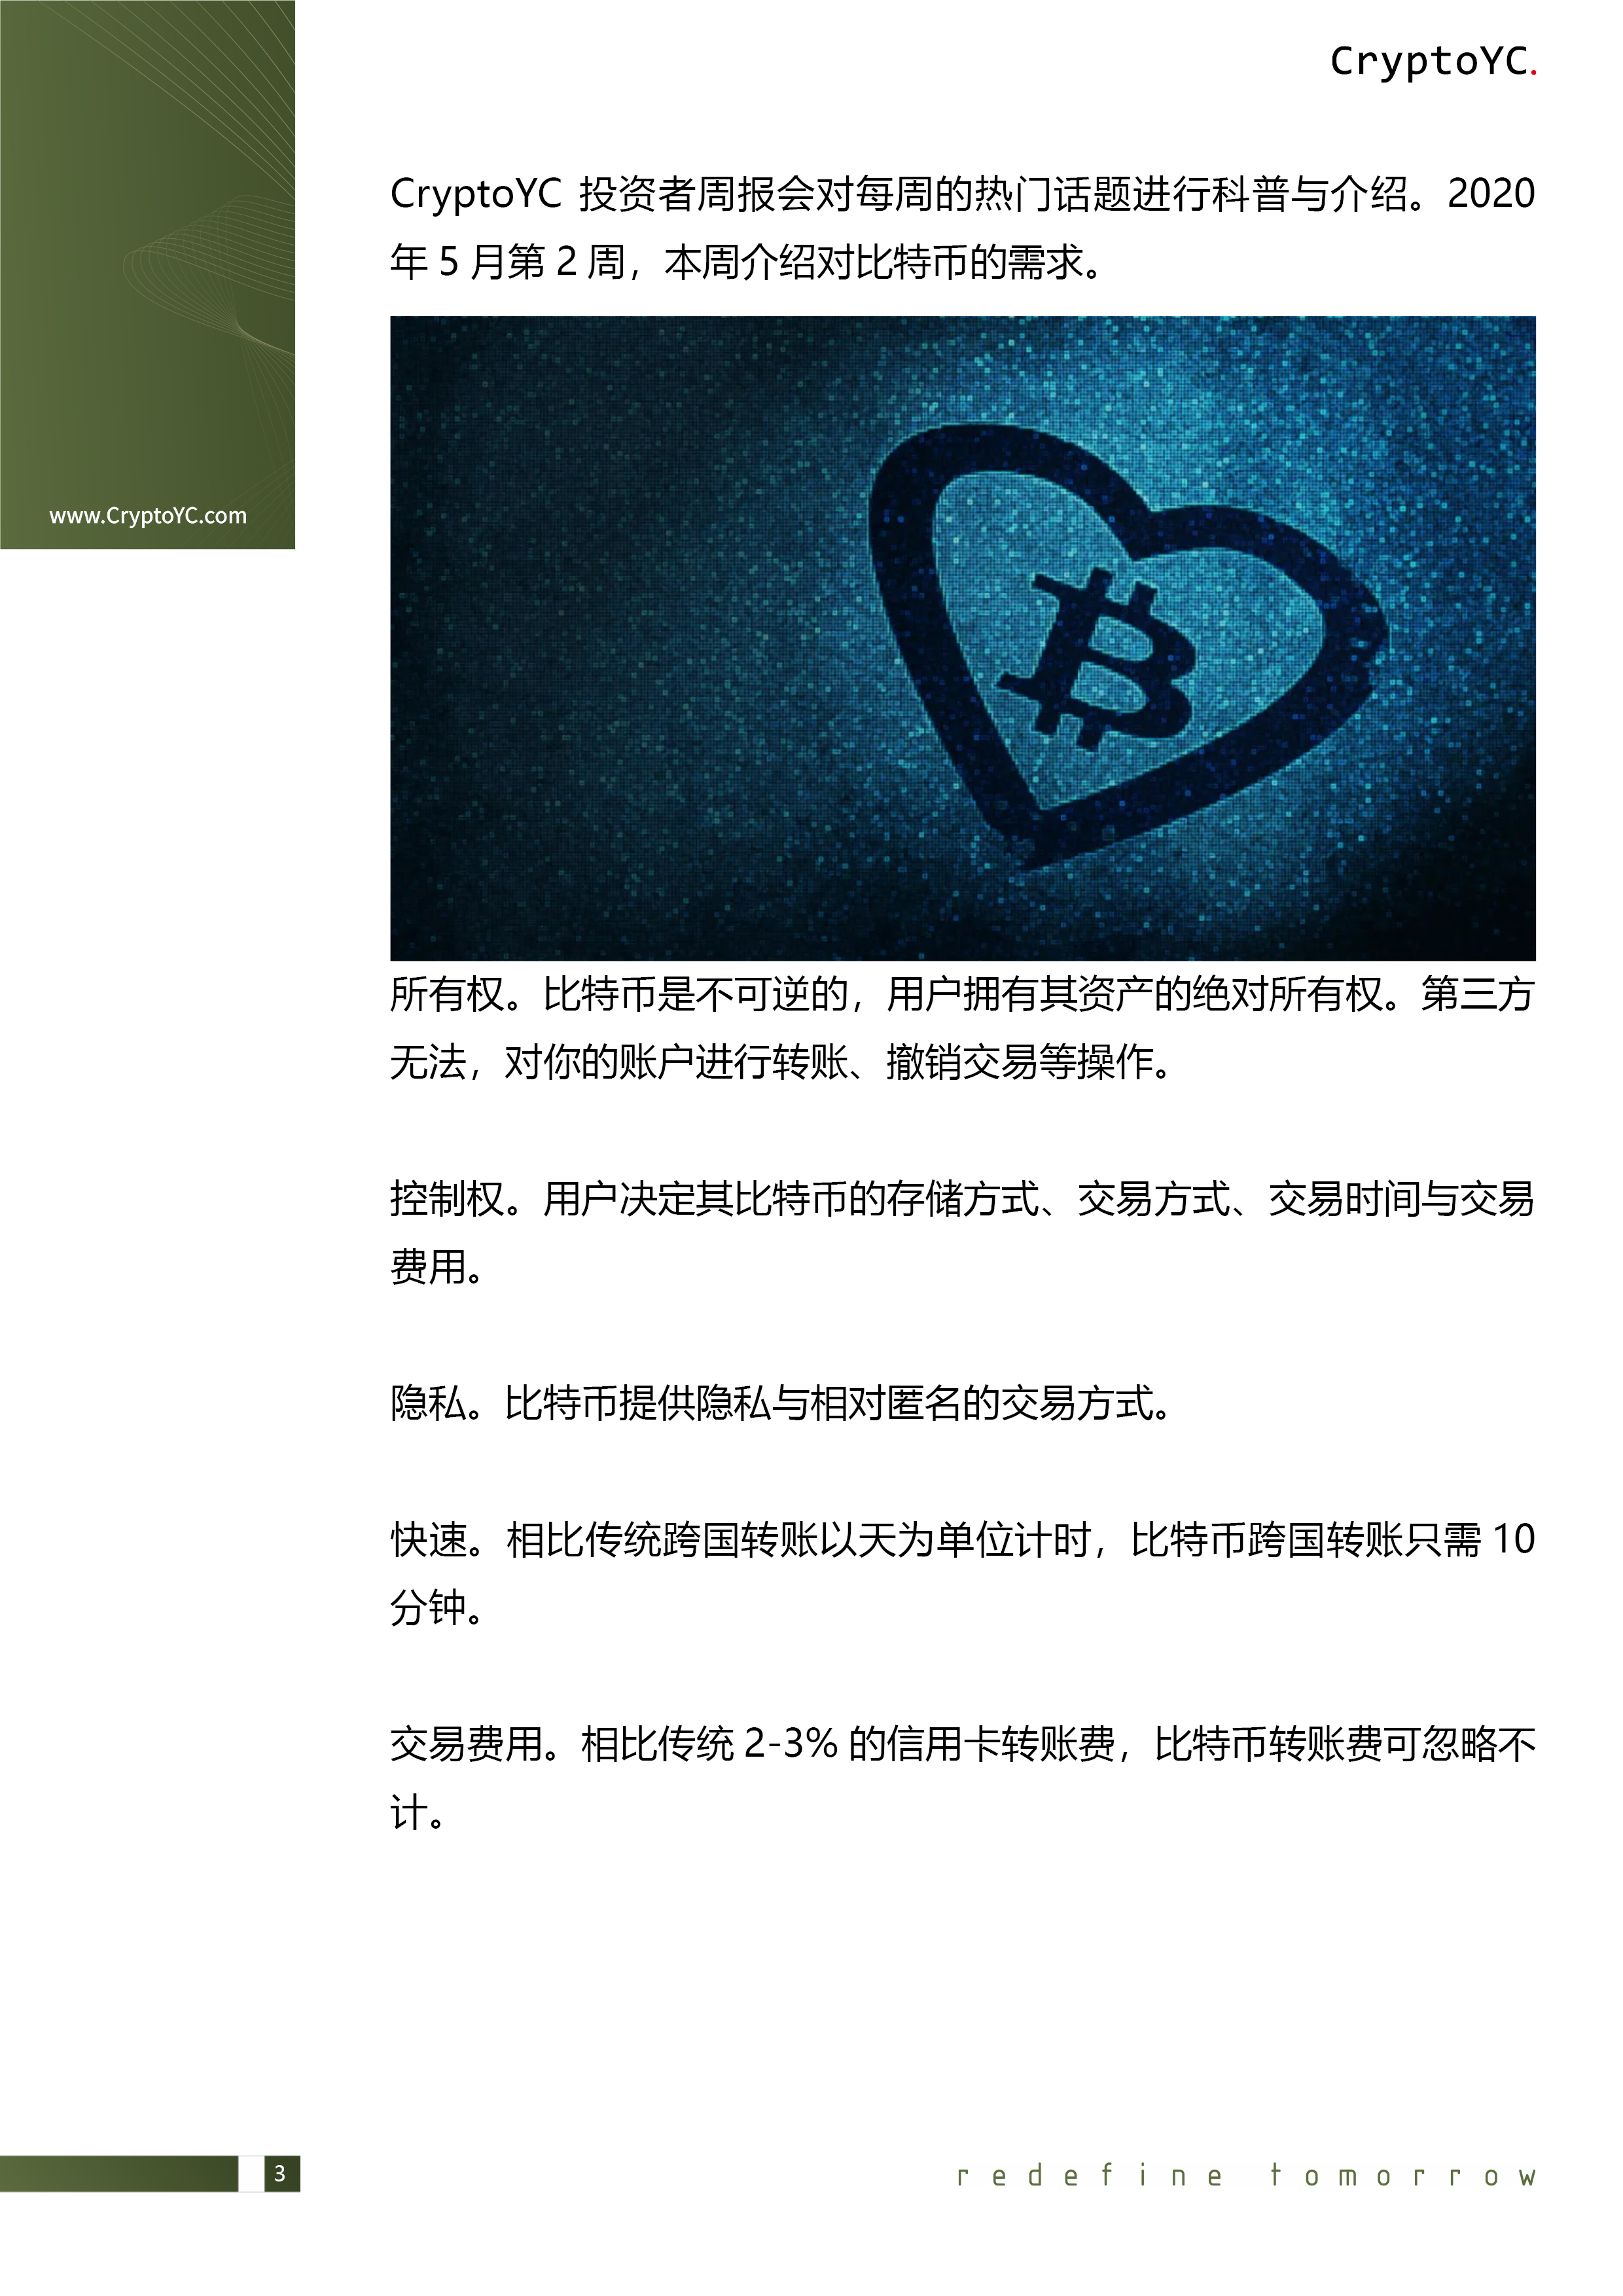 CryptoYC.
www.CryptoYC.com
CryptoYC 投资者周报会对每周的热门话题进行科普与介绍。2020
年 5 月第 2 周，本周介绍对比特币的需求。
所有权。比特币是不可逆的，用户拥有其资产的绝对所有权。第三方
无法，对你的账户进行转账、撤销交易等操作。
控制权。用户决定其比特币的存储方式、交易方式、交易时间与交易
费用。
隐私。比特币提供隐私与相对匿名的交易方式。
快速。相比传统跨国转账以天为单位计时，比特币跨国转账只需 10
分钟。
交易费用。相比传统 2-3% 的信用卡转账费，比特币转账费可忽略不
计。
3
redefine tomorrow